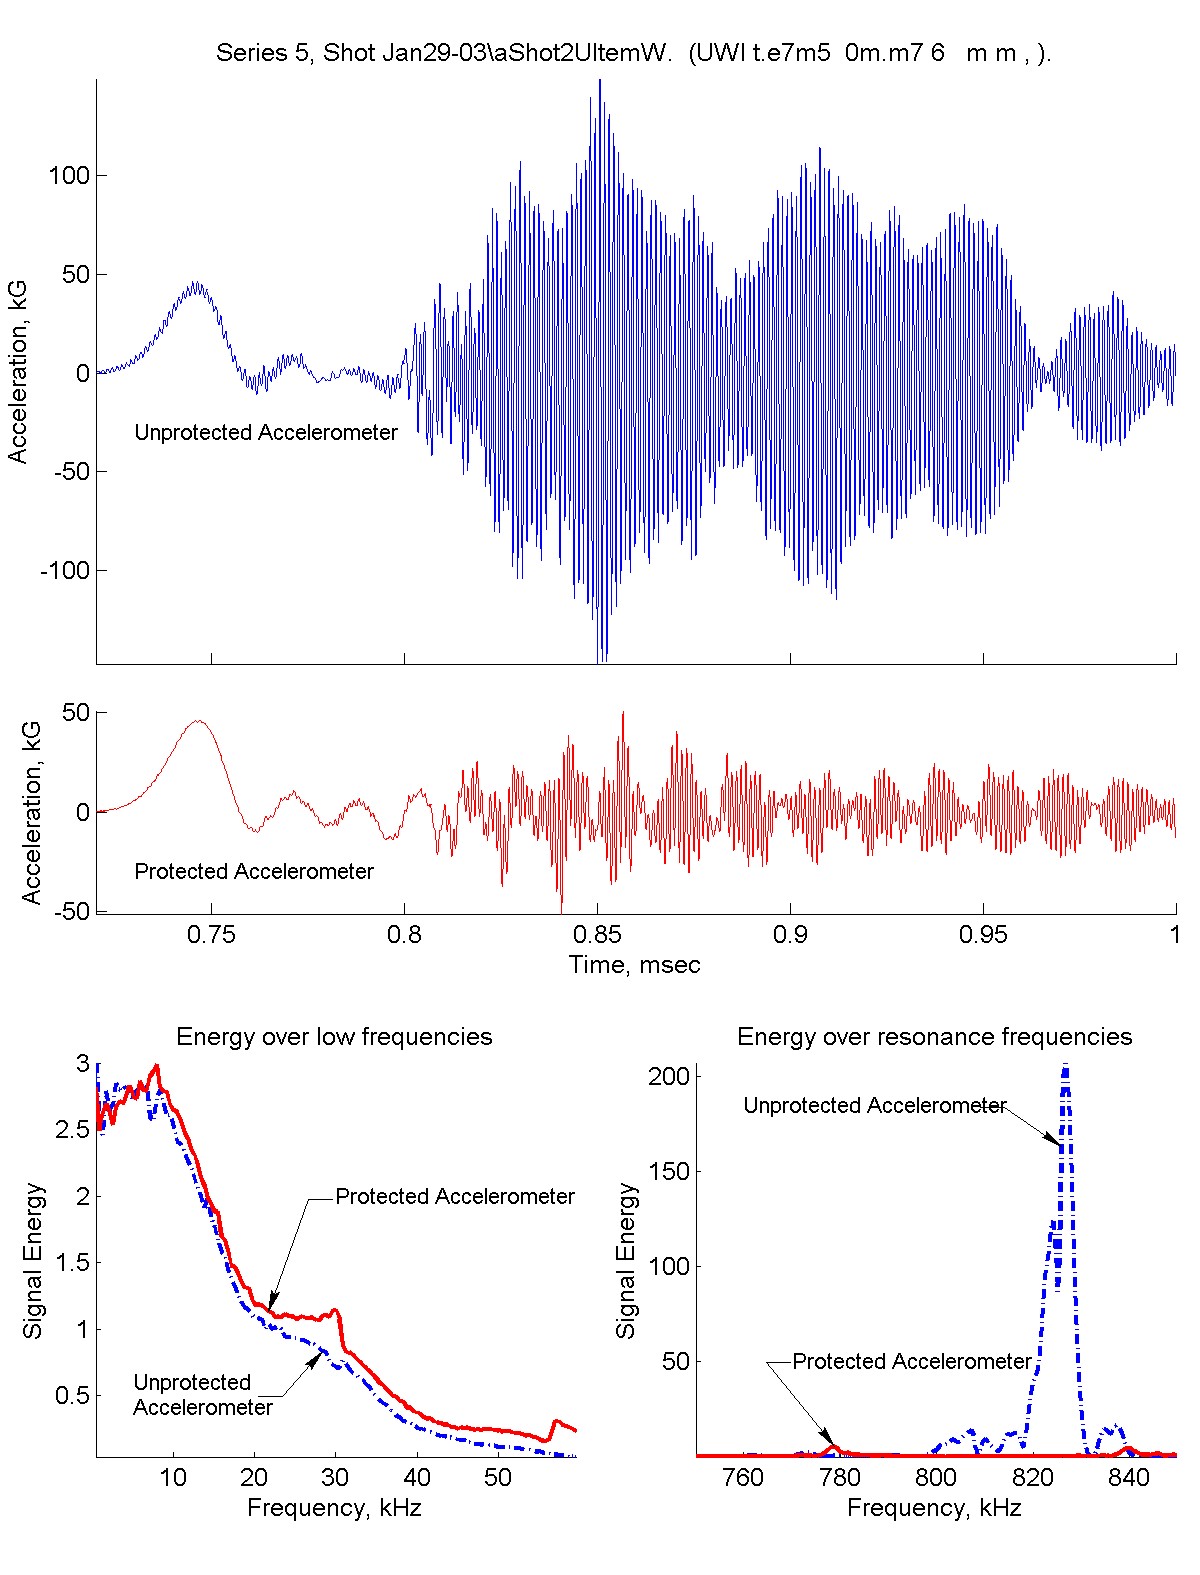 Series 5, Shot Jan29-03\aShot2UItemW. (UWI t.e7m5 0m.m7 6 m m , ).
100
50
0
-50
-100
Acceleration, kG
Unprotected Accelerometer
50
0
-50
Acceleration, kG
Protected Accelerometer
0.75
0.8
0.85
0.9
0.95
1
Time, msec
Energy over low frequencies
3
2.5
2
1.5
1
0.5
Signal Energy
Protected Accelerometer
Unprotected
Accelerometer
10
20
30
40
50
Frequency, kHz
Energy over resonance frequencies
200
150
100
50
Signal Energy
Unprotected Accelerometer
Protected Accelerometer
760
780
800
820
840
Frequency, kHz